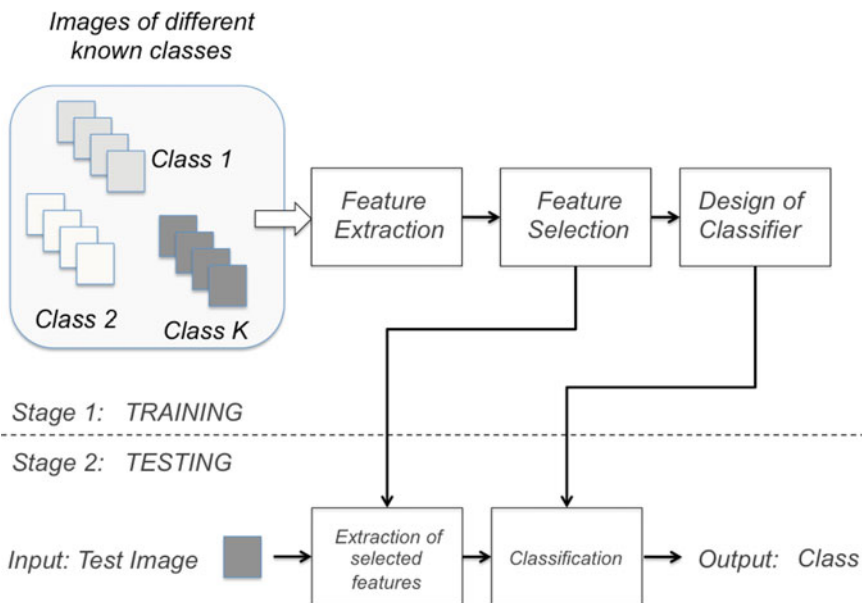 Images of different
known classes
Class 1
Class 2
Class K
Feature
Extraction
Feature
Selection
Design of
Classifier
Stage 1: TRAINING
Stage 2: TESTING
Input: Test Image
Extraction of
selected
features
Classification
Output: Class